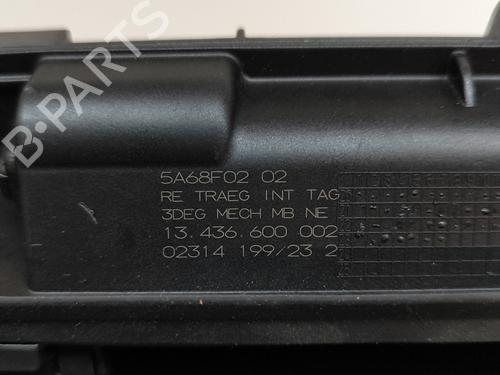 B-PARTS
5A68F02 02
RE TRAEG INT TAG
3DEG MECH MB NE
13.436.600 002
02314 199/23 2